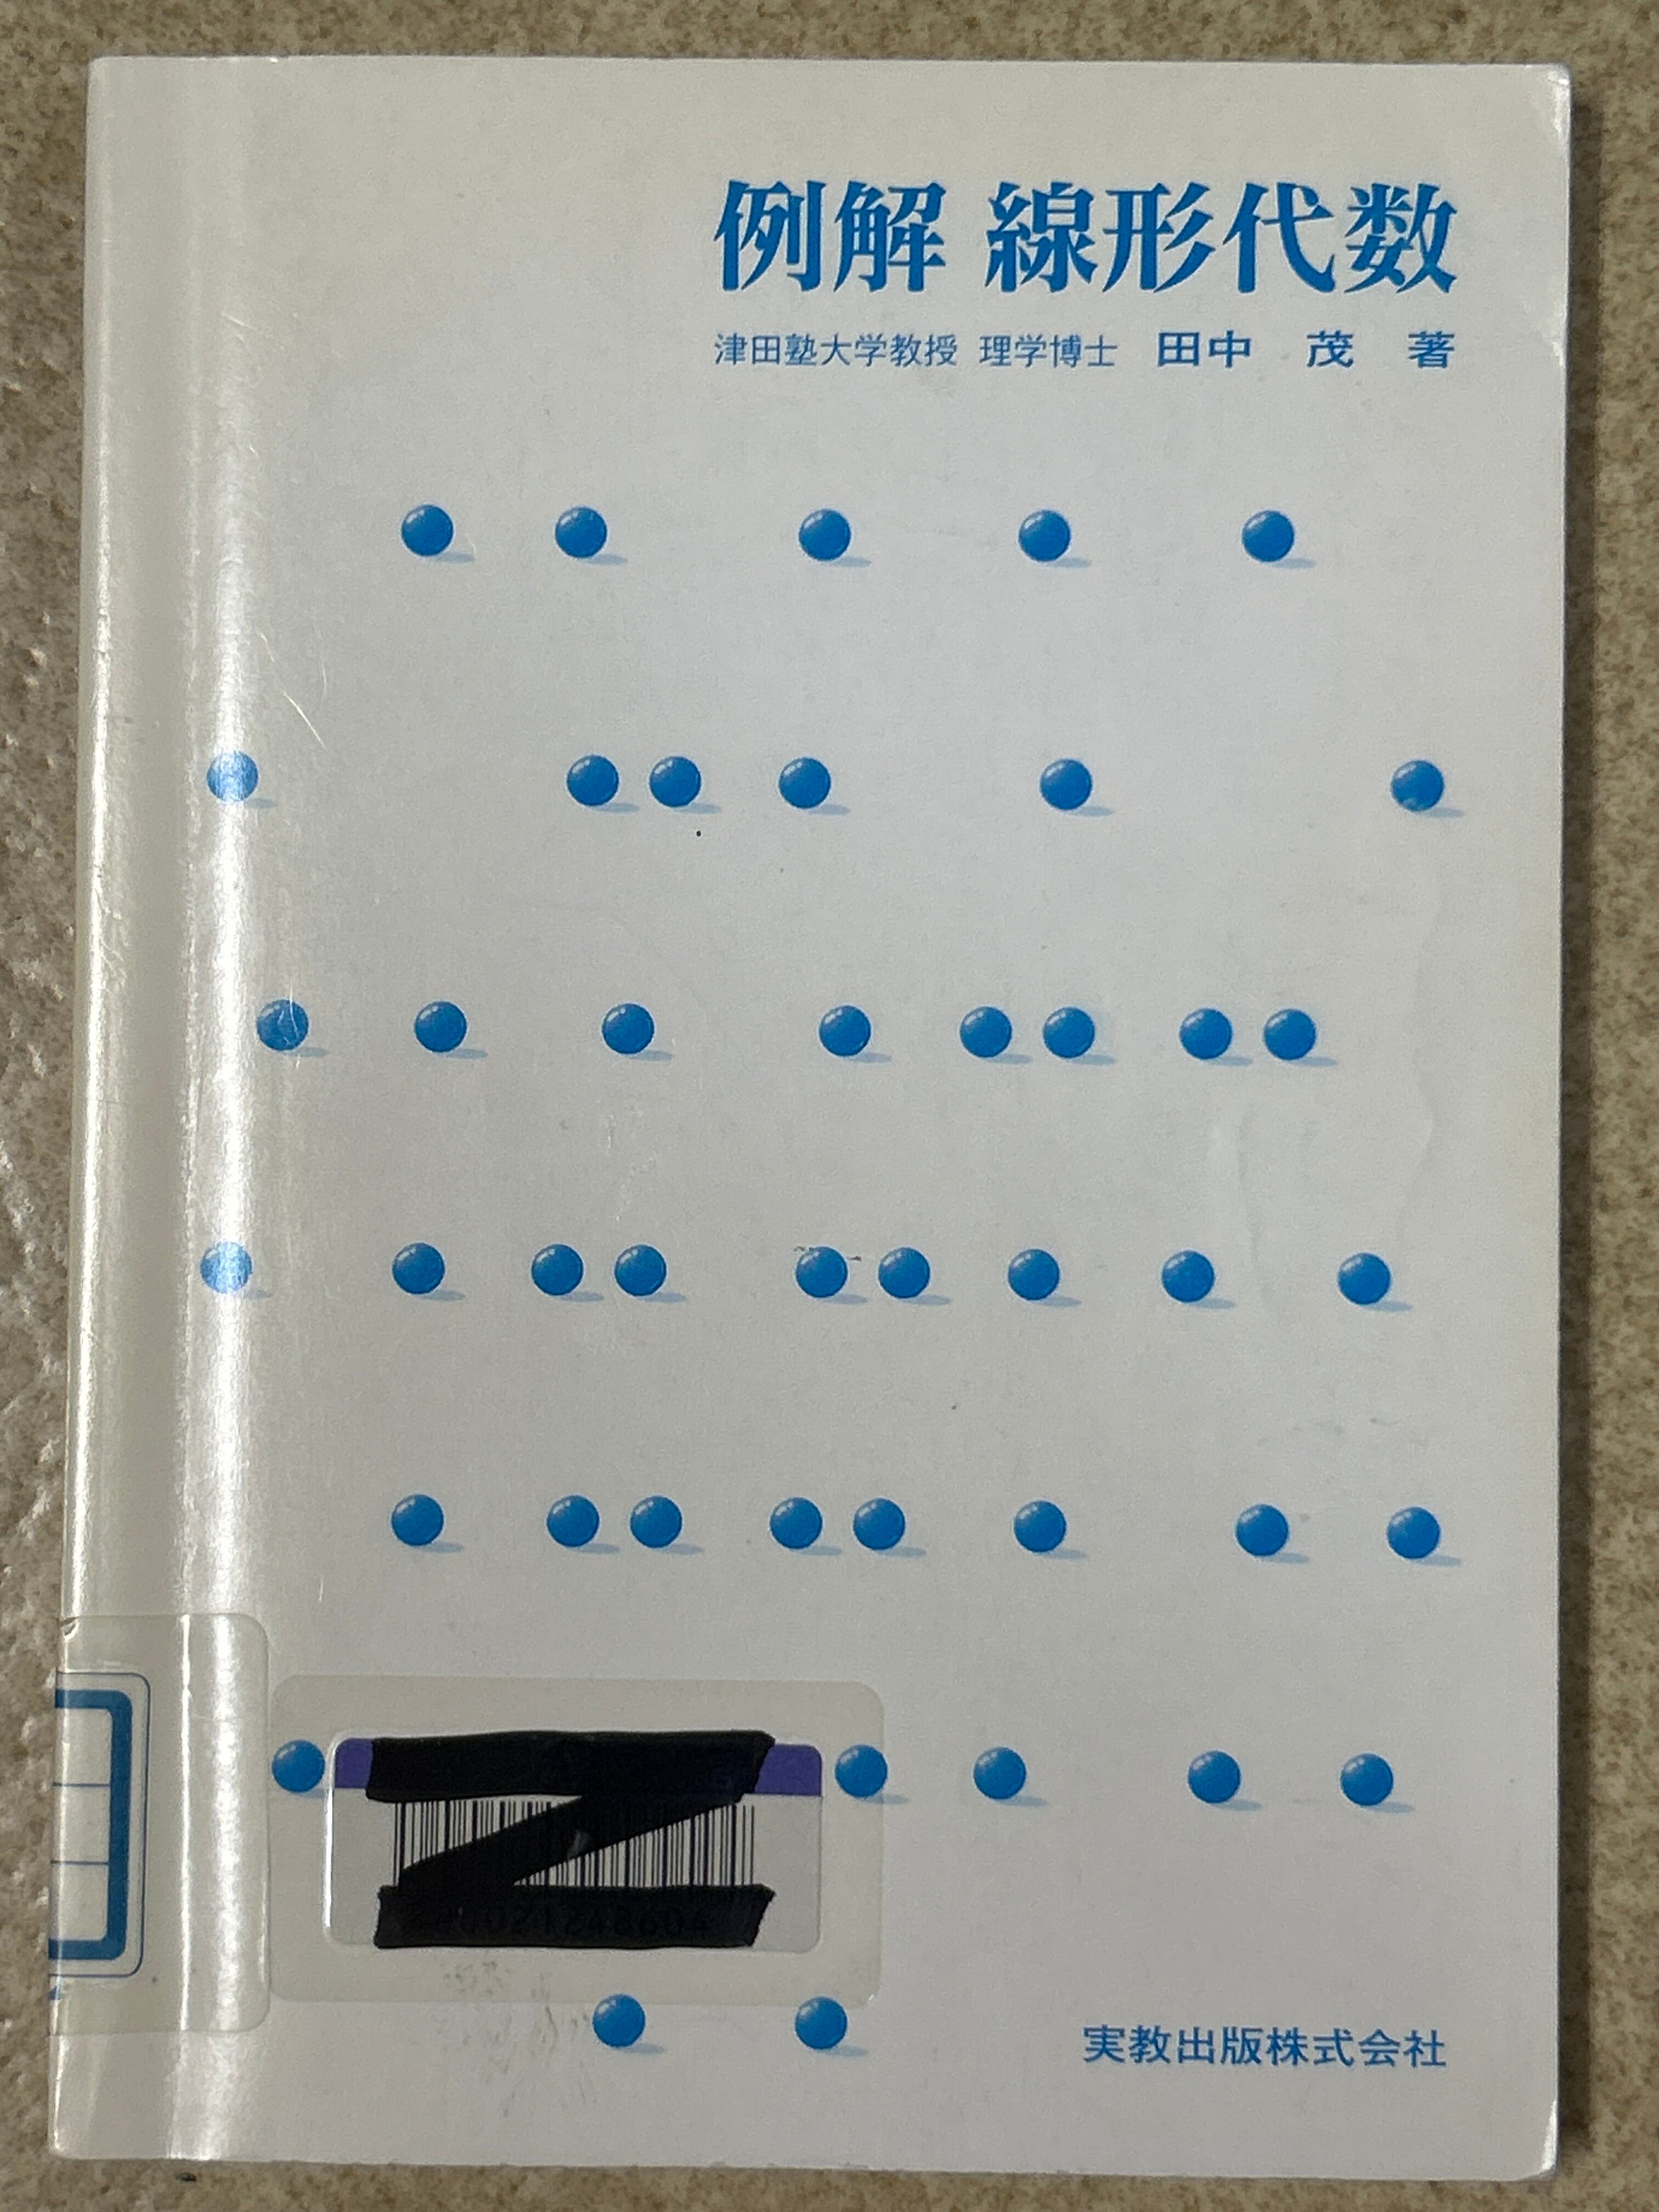 例解 線形代数
津田塾大学教授 理学博士 田中 茂 著
実教出版株式会社